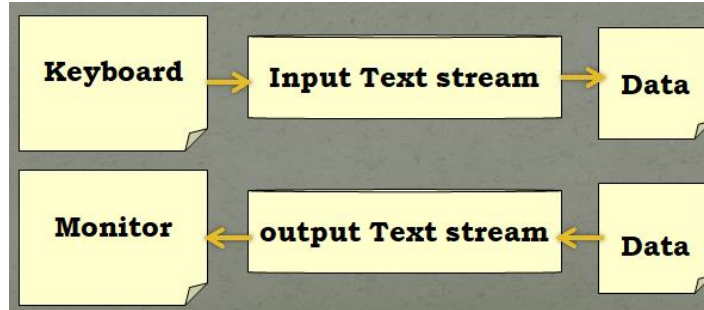 Keyboard
Input Text stream
Data
Monitor
output Text stream
Data